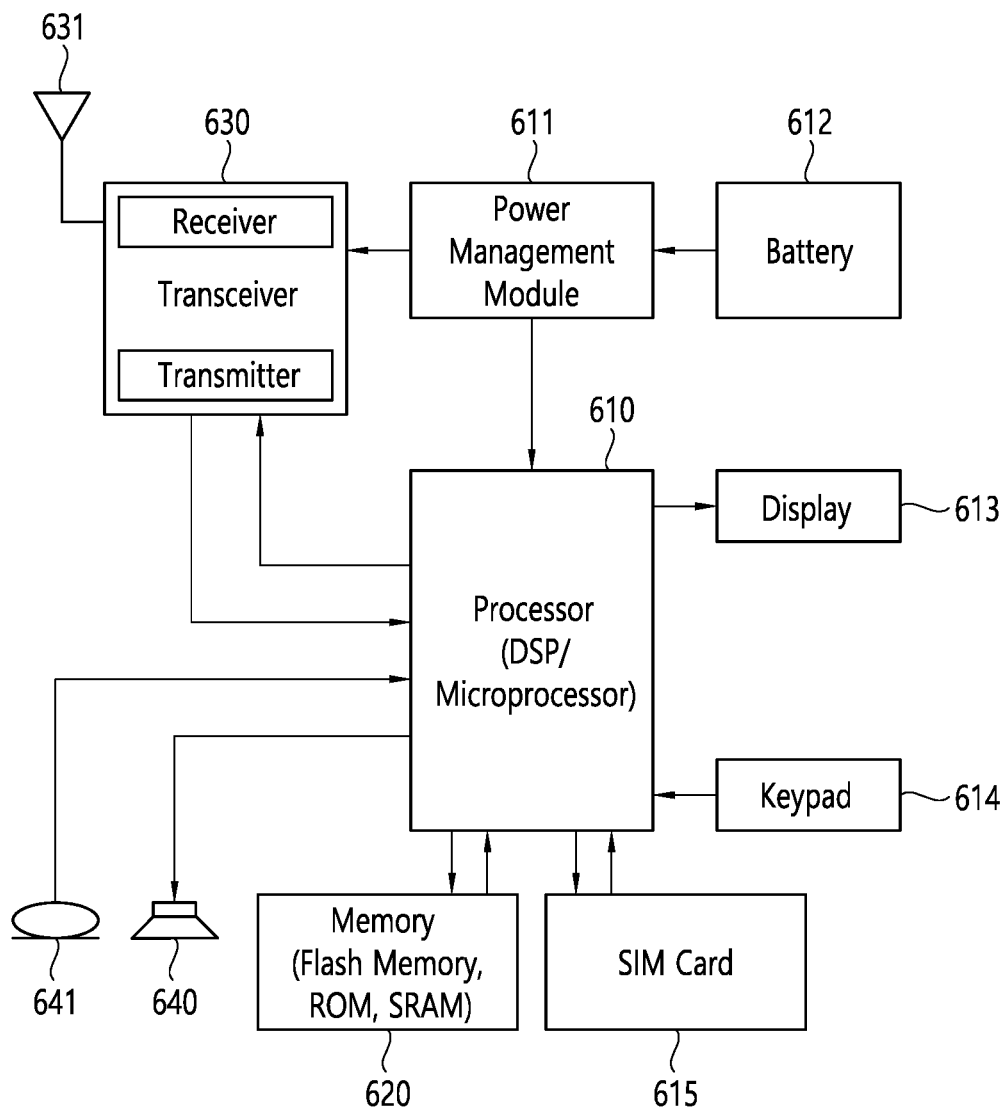 631
630
611
612
Receiver
Transceiver
Transmitter
Power
Management
Module
Battery
610
Display
613
Processor
(DSP/
Microprocessor)
Keypad
614
Memory
(Flash Memory,
ROM, SRAM)
SIM Card
641
640
620
615